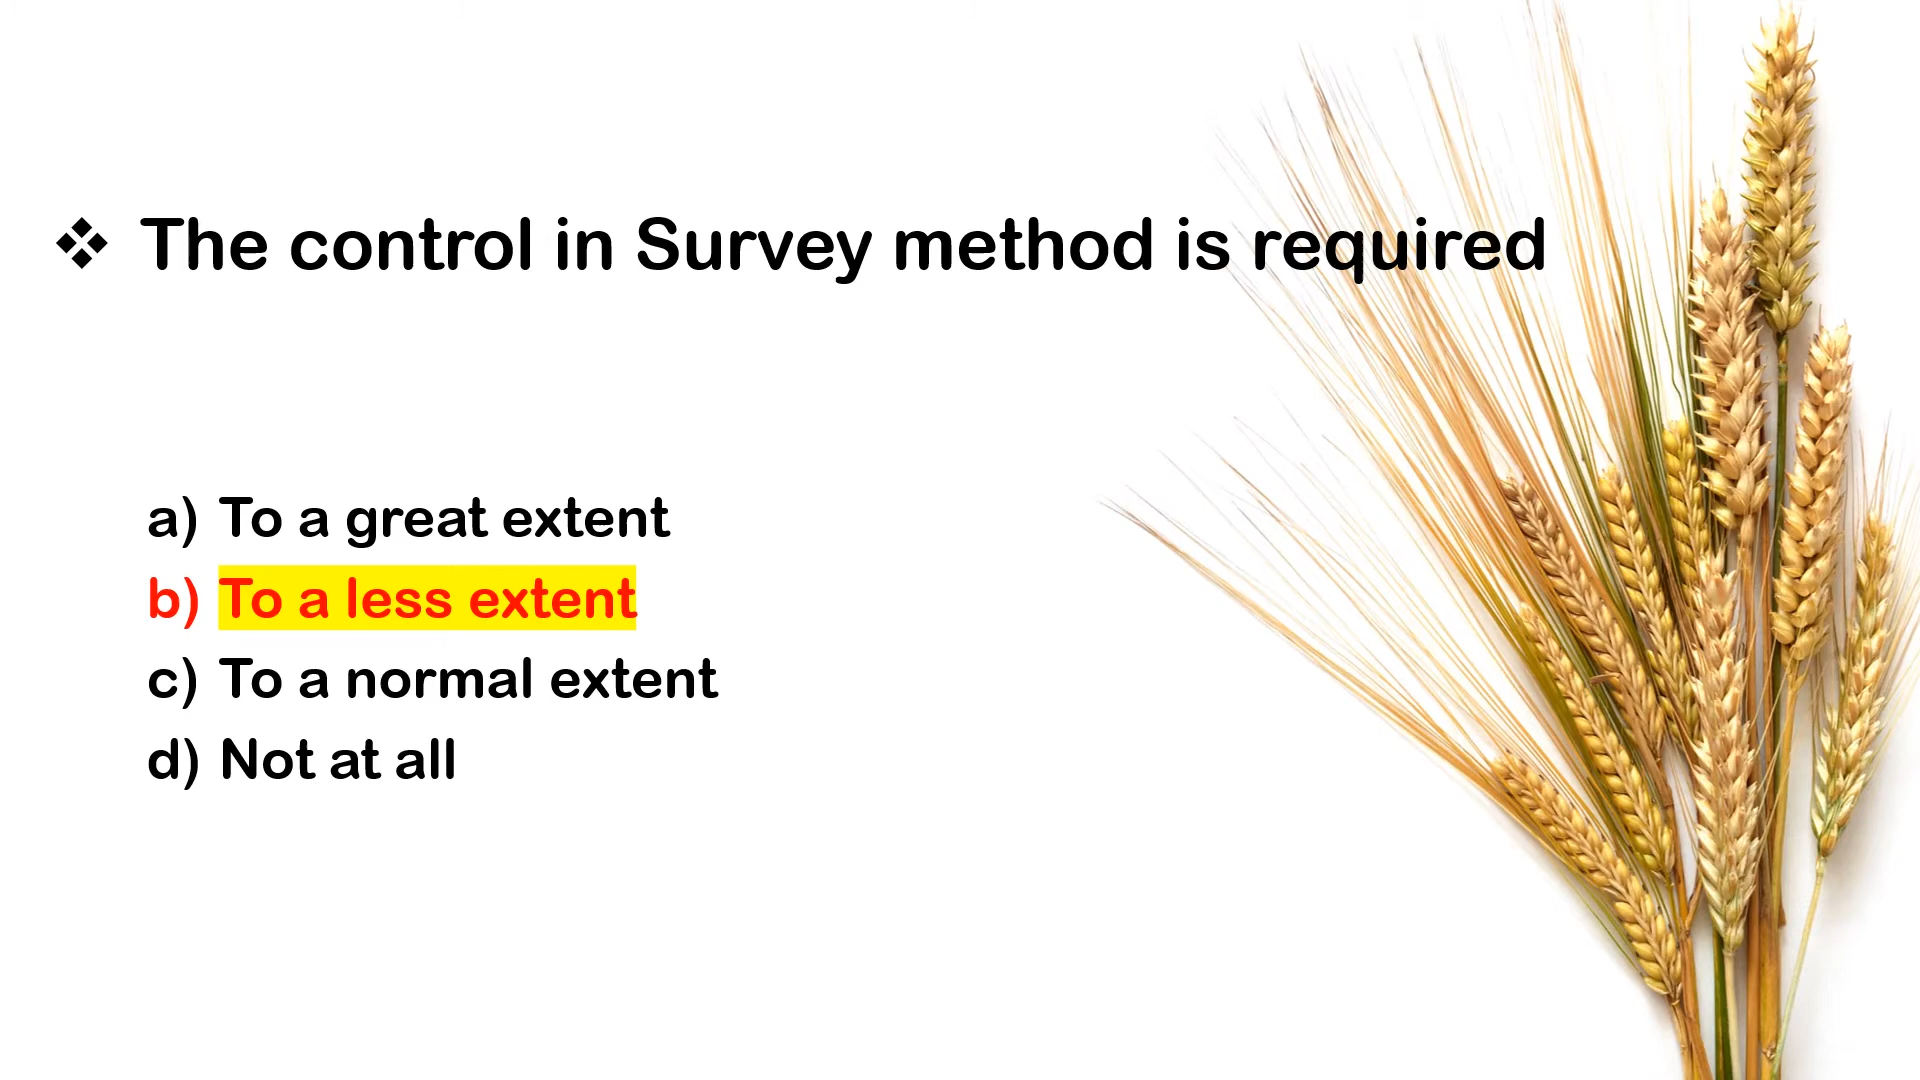 ❖ The control in Survey method is required
a) To a great extent
b) To a less extent
c) To a normal extent
d) Not at all